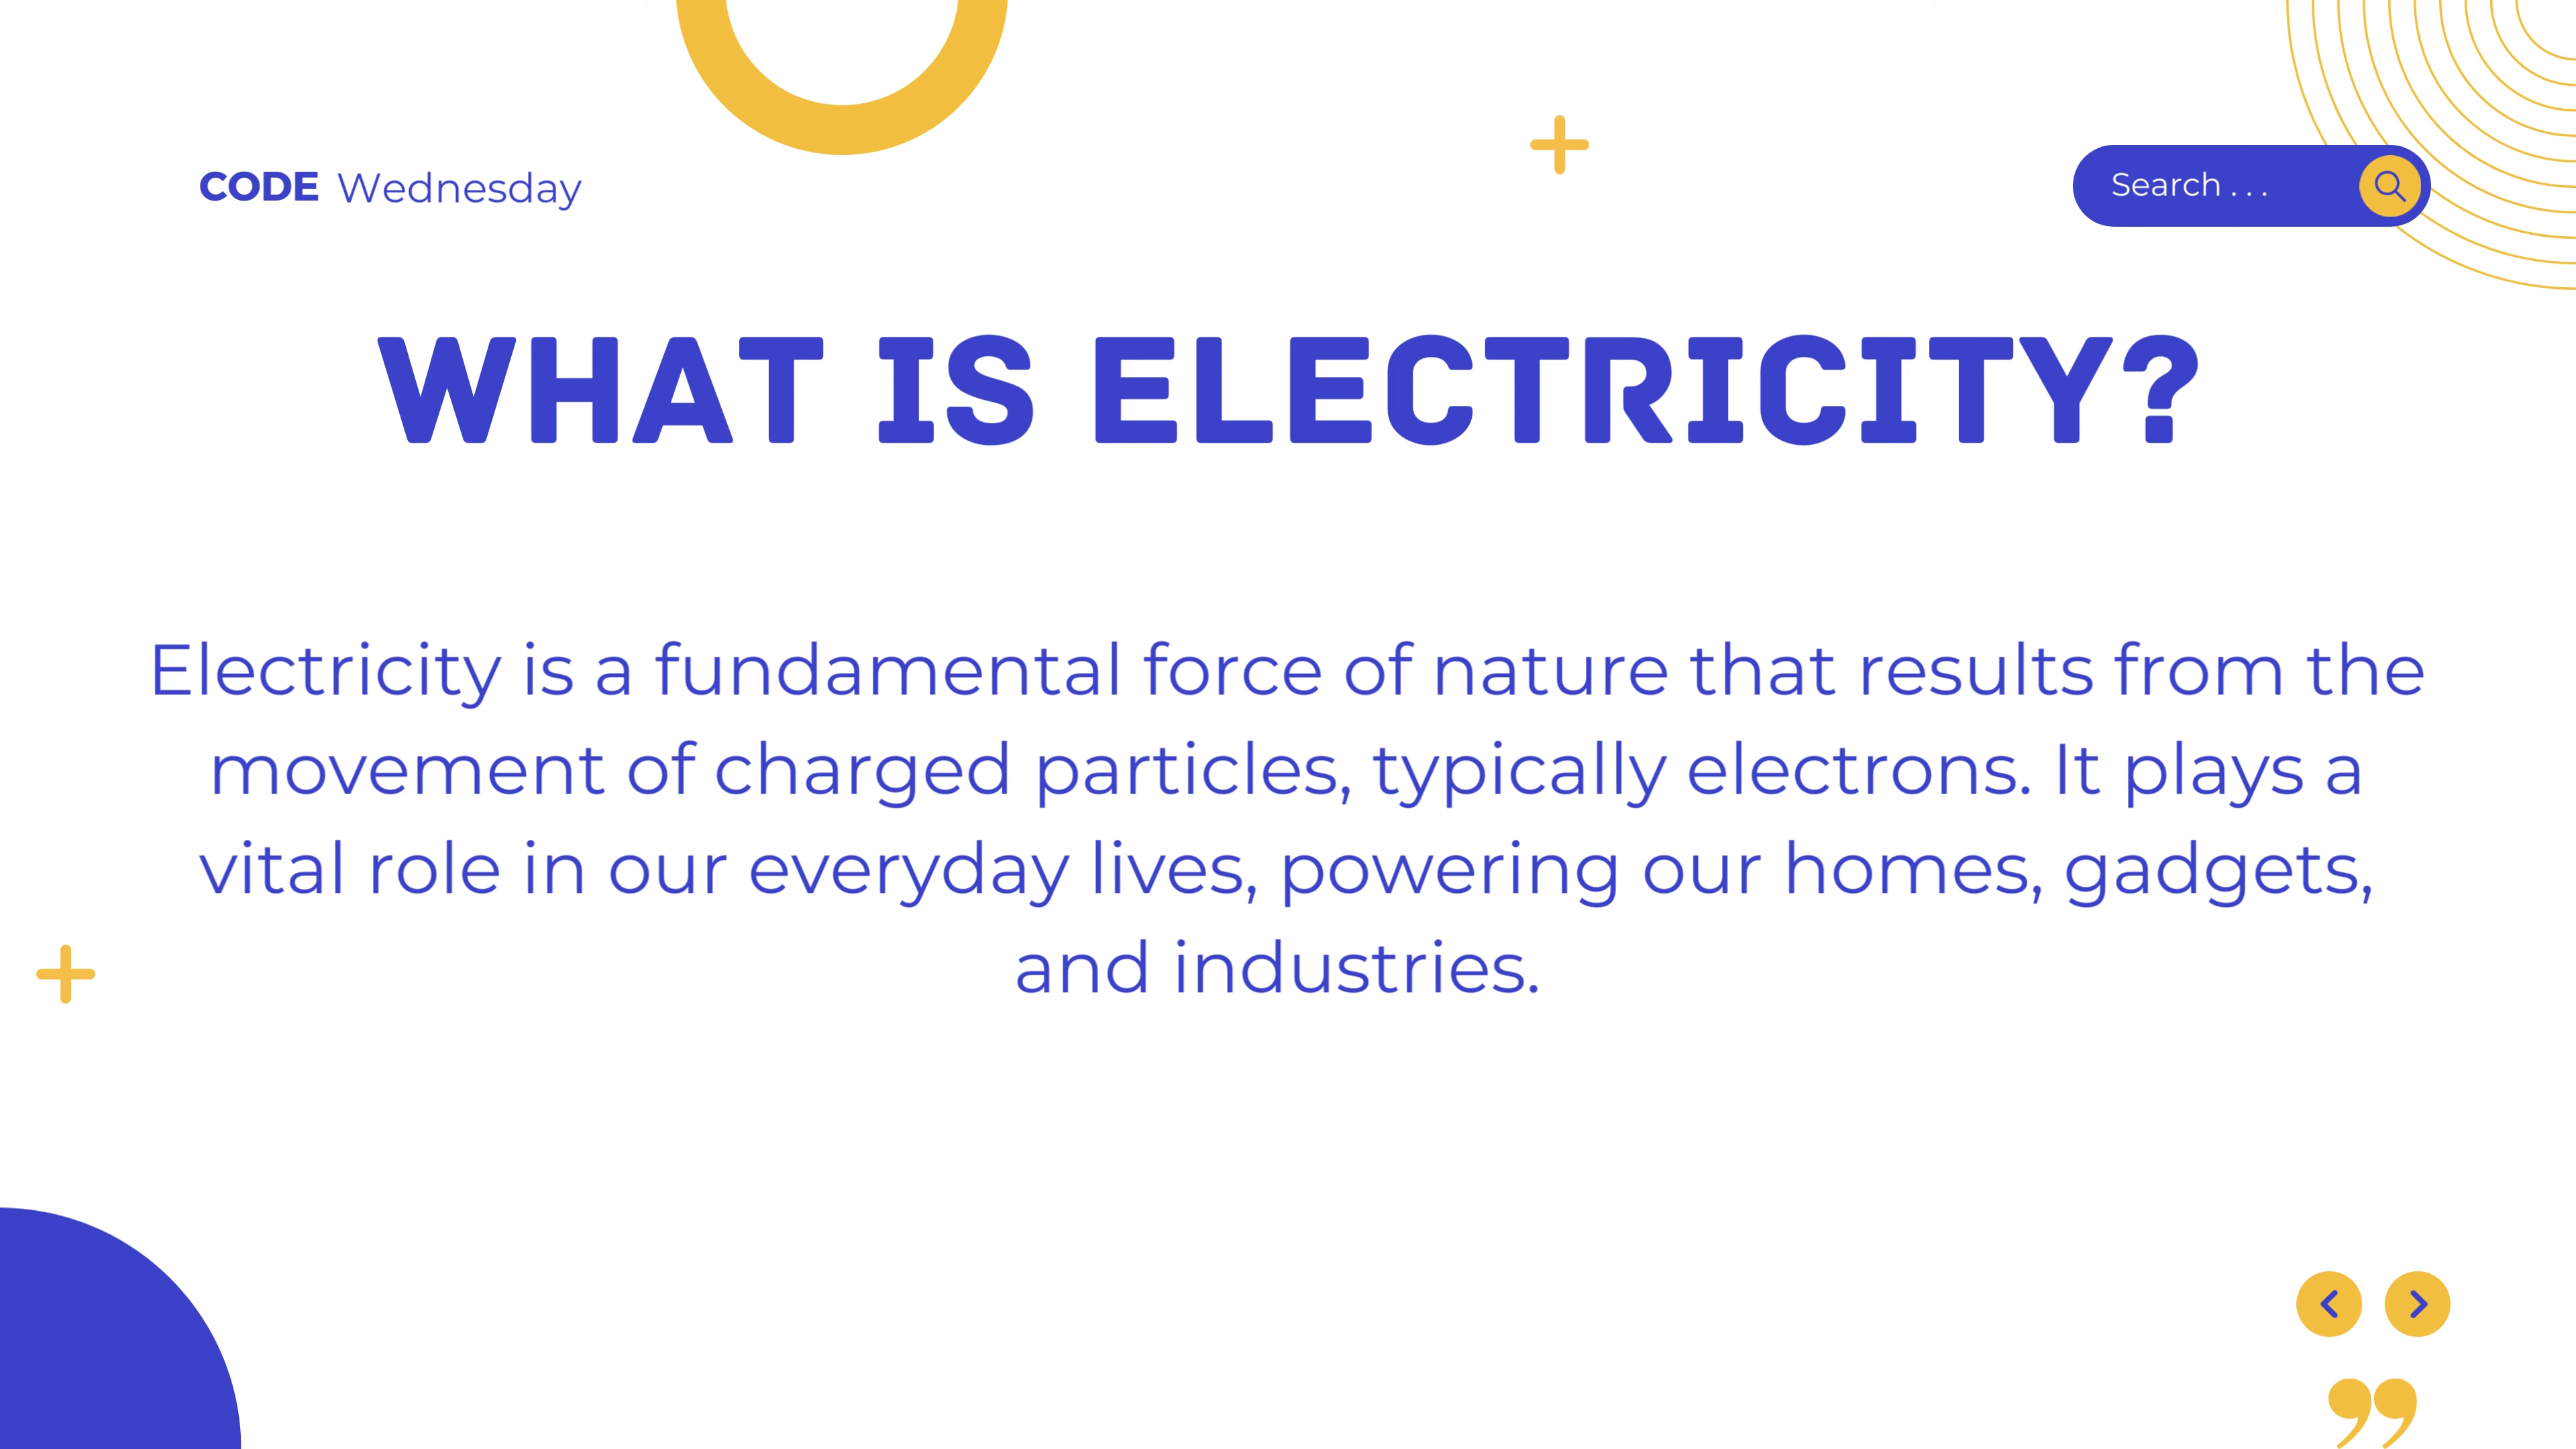 CODE Wednesday
Search . . .
WHAT IS ELECTRICITY?
Electricity is a fundamental force of nature that results from the
movement of charged particles, typically electrons. It plays a
vital role in our everyday lives, powering our homes, gadgets,
and industries.